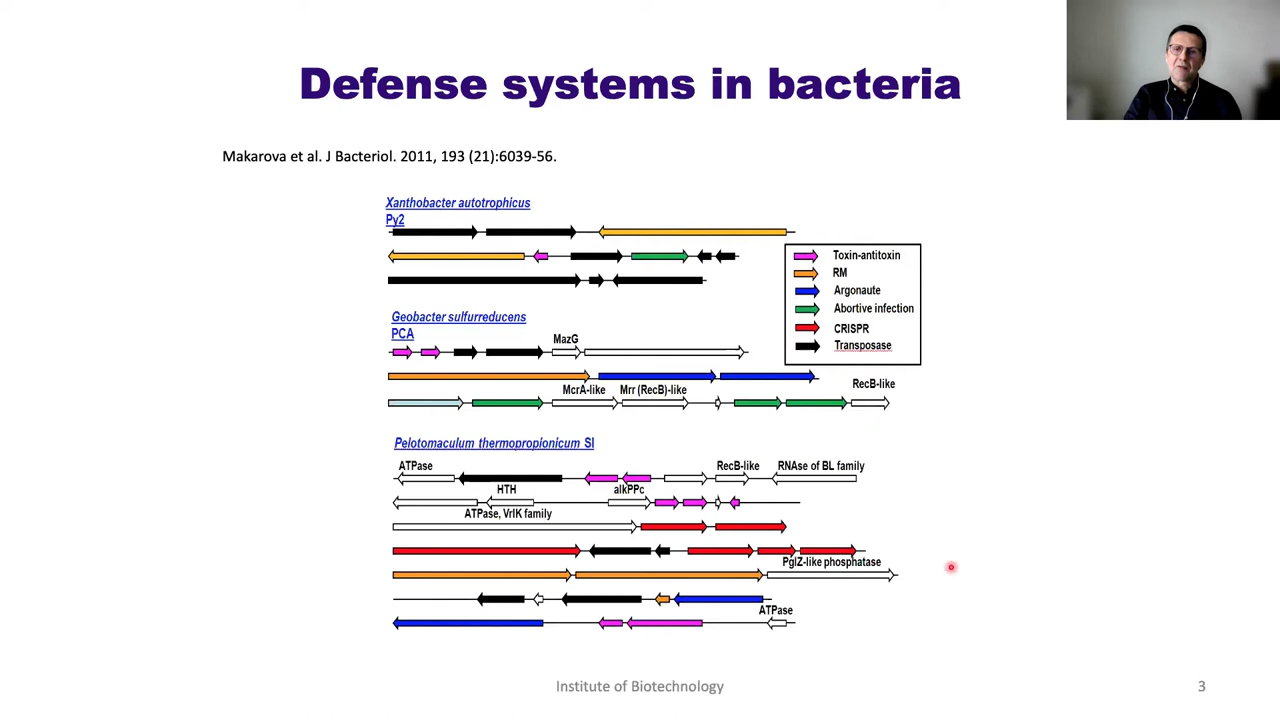 Defense systems in bacteria
Makarova et al. J Bacteriol. 2011, 193 (21):6039-56.
Xanthobacter autotrophicus
Py2
Toxin-antitoxin
RM
Argonaute
Abortive infection
CRISPR
Transposase
Geobacter sulfurreducens
PCA
MazG
McrA-like
Mrr (RecB)-like
RecB-like
Pelotomaculum thermopropionicum SI
ATPase
RecB-like
RNAse of BL family
HTH
alkPPc
ATPase, VrlK family
PglZ-like phosphatase
ATPase
Institute of Biotechnology
3